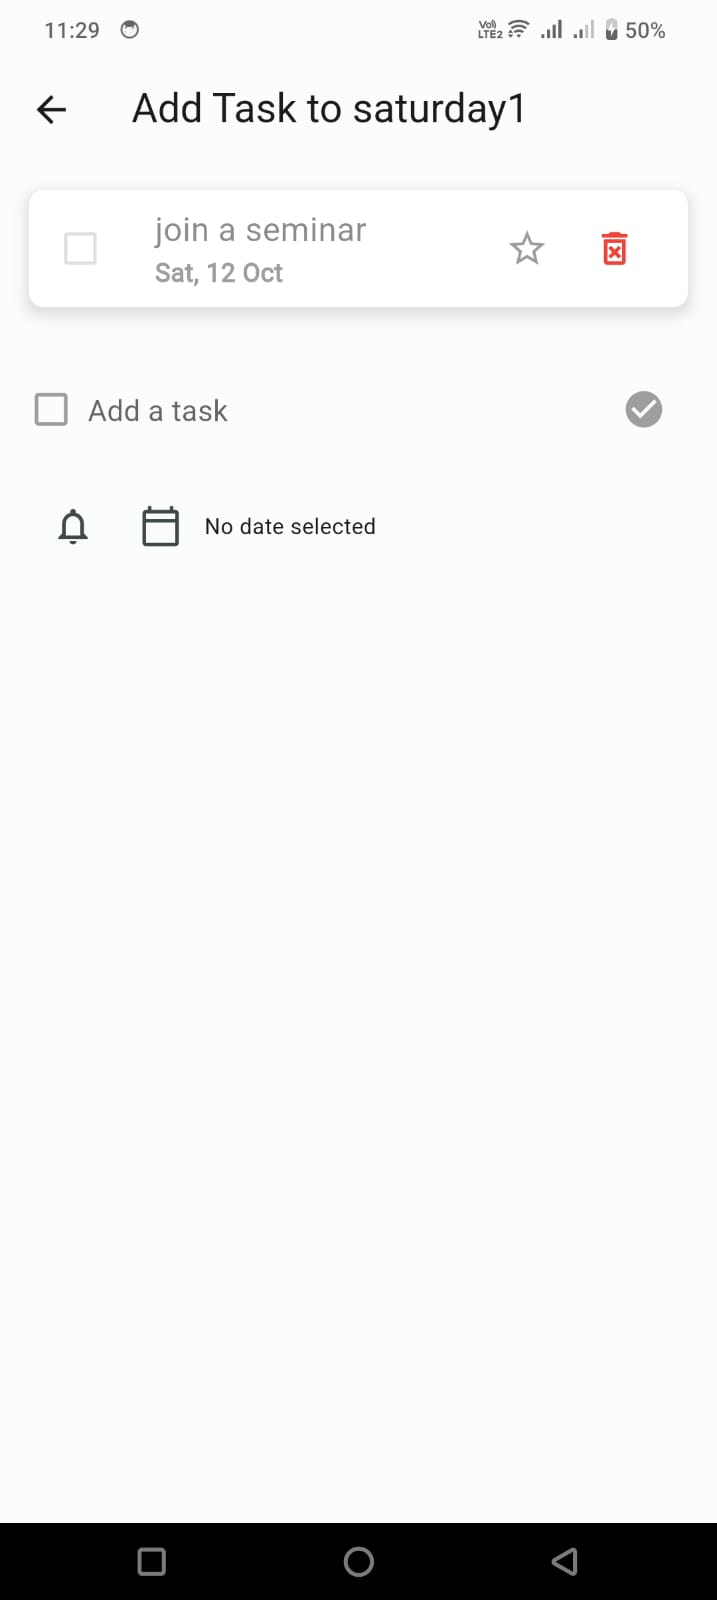 11:29
Vo) LTE2 50%
Add Task to saturday1
join a seminar
Sat, 12 Oct
Add a task
No date selected